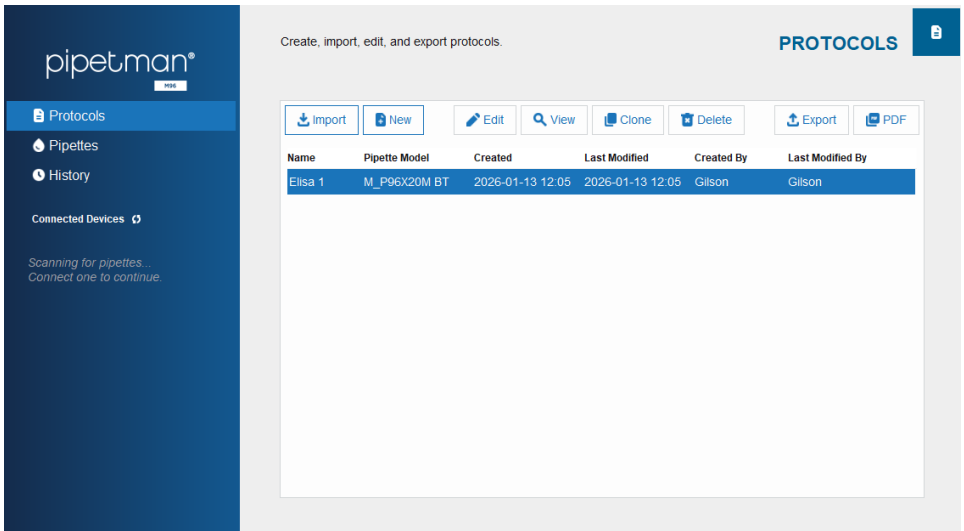 pipetman®
M96
Protocols
Pipettes
History
Connected Devices
Scanning for pipettes...
Connect one to continue.
Create, import, edit, and export protocols.
PROTOCOLS
Import New Edit View Clone Delete Export PDF
Name Pipette Model Created Last Modified Created By Last Modified By
Elisa 1 M_P96X20M BT 2026-01-13 12:05 2026-01-13 12:05 Gilson Gilson